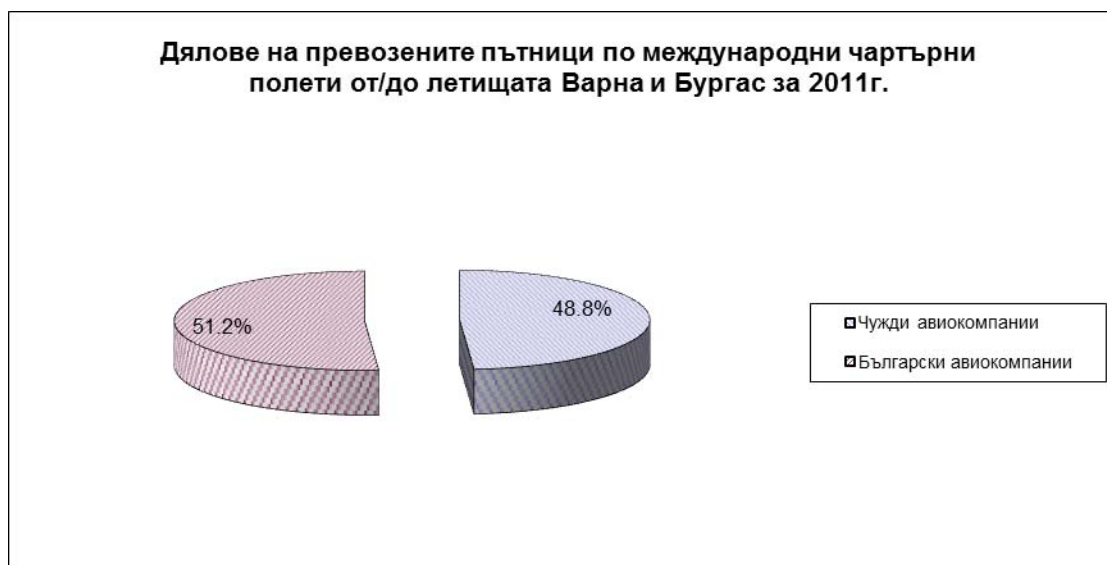 Дялове на превозените пътници по международни чартърни
полети от/до летищата Варна и Бургас за 2011г.
51.2%
48.8%
Чужди авиокомпании
Български авиокомпании